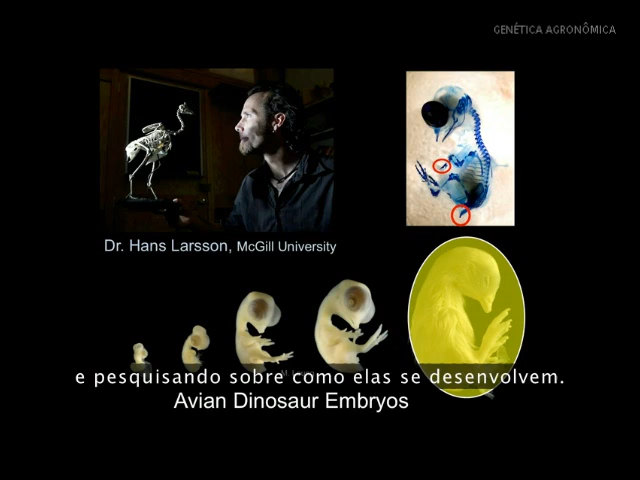 GENÉTICA AGRONÔMICA
Dr. Hans Larsson, McGill University
e pesquisando sobre como elas se desenvolvem.
Avian Dinosaur Embryos